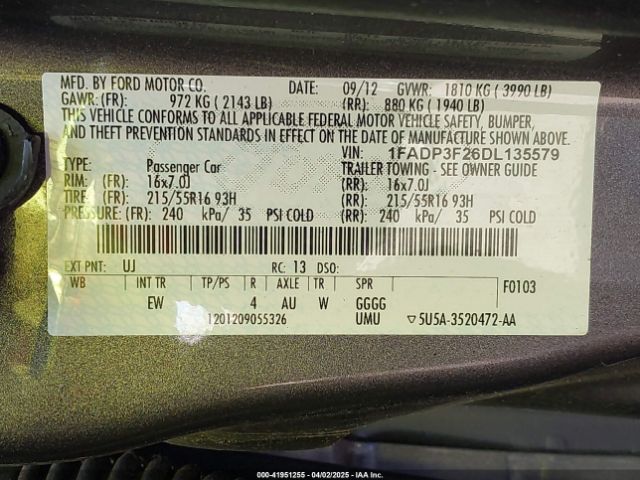 MFD. BY FORD MOTOR CO. DATE: 09/12 GVWR: 1810 KG ( 3990 LB)
GAWR:(FR): 972 KG ( 2143 LB) (RR): 880 KG ( 1940 LB)
THIS VEHICLE CONFORMS TO ALL APPLICABLE FEDERAL MOTOR VEHICLE SAFETY, BUMPER,
AND THEFT PREVENTION STANDARDS IN EFFECT ON THE DATE OF MANUFACTURE SHOWN ABOVE.
VIN: 1FADP3F26DL135579
TYPE: Passenger Car TRAILER TOWING - SEE OWNER GUIDE
RIM: (FR): 16x7.0J (RR): 16x7.0J
TIRE: (FR): 215/55R16 93H (RR): 215/55R16 93H
PRESSURE: (FR): 240 kPa/ 35 PSI COLD (RR): 240 kPa/ 35 PSI COLD
EXT PNT: UJ RC: 13 DSO:
WB INT TR TP/PS R AXLE TR SPR F0103
EW 4 AU W GGGG
1201209055326 UMU ▽5U5A-3520472-AA
000-41951255 - 04/02/2025 - IAAI.COM